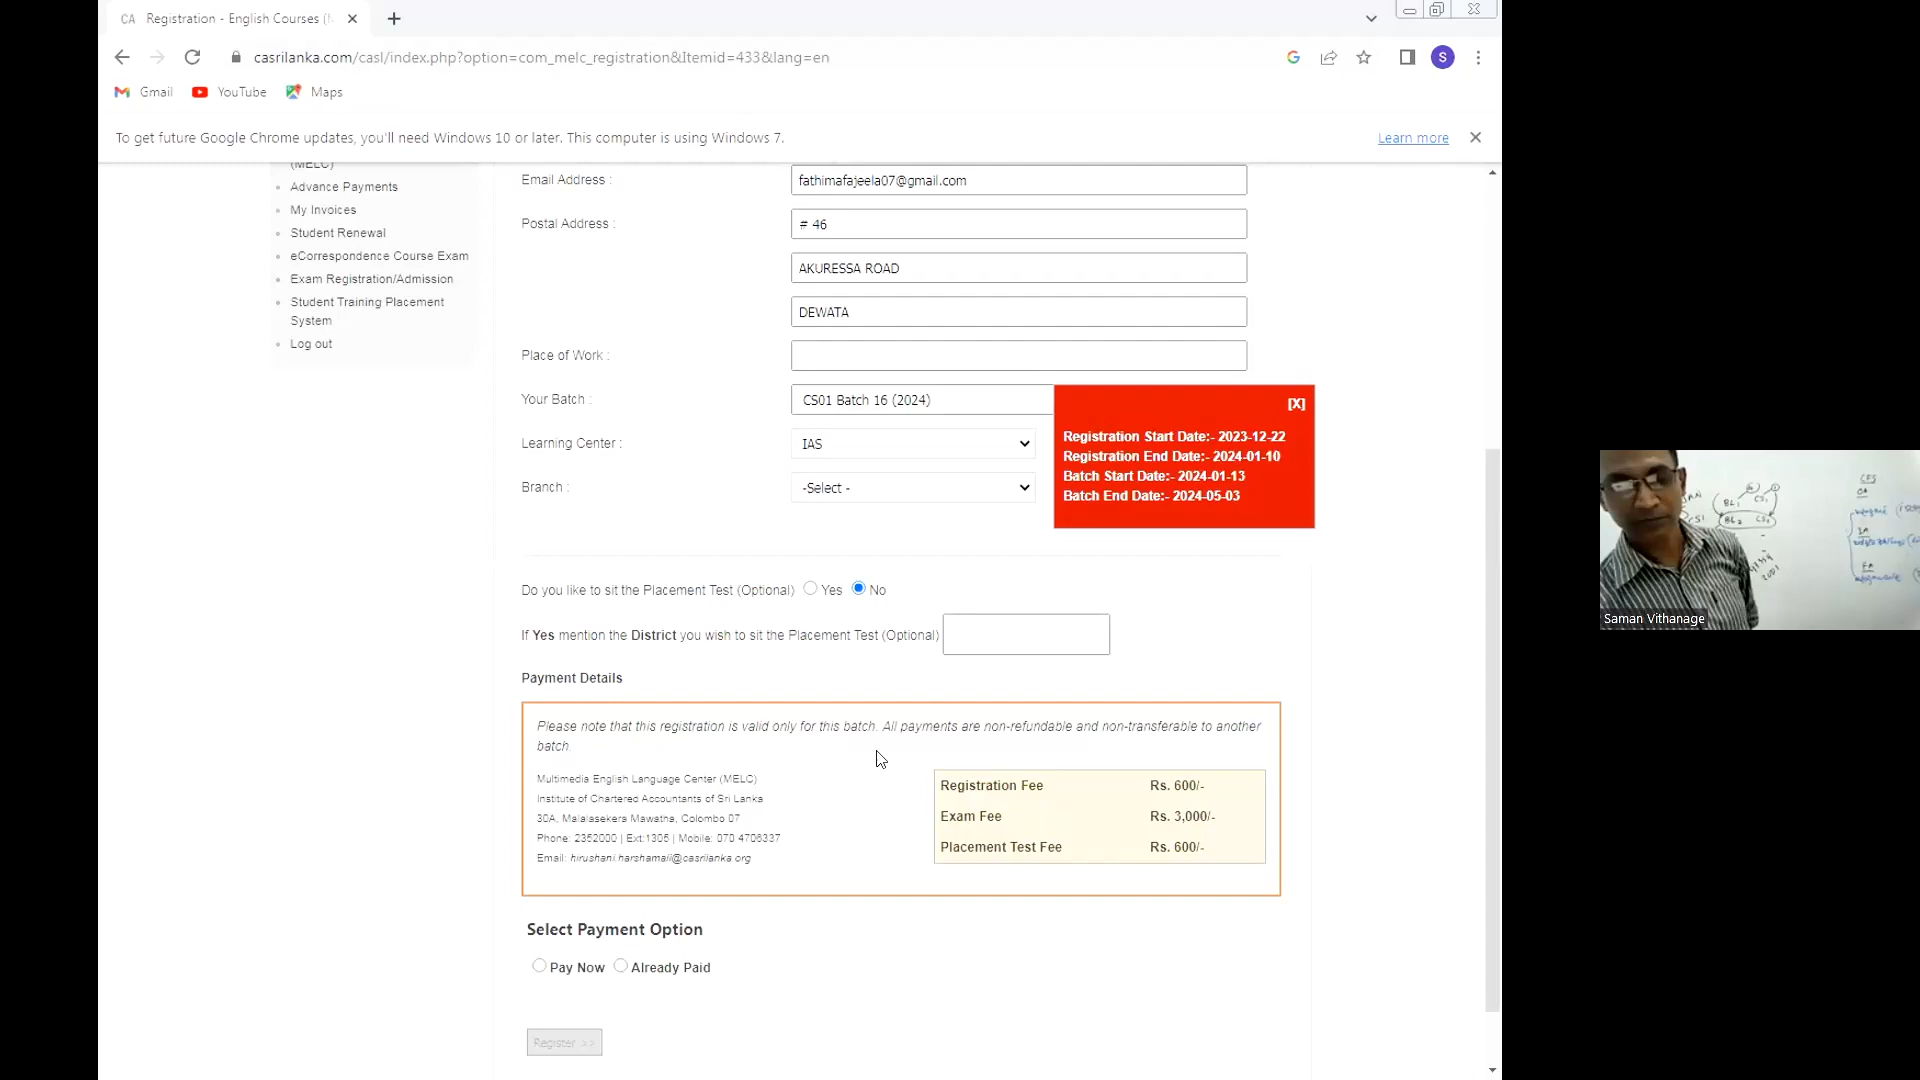 CA Registration - English Courses (
casrilanka.com/casl/index.php?option=com_melc_registration&Itemid=433&lang=en
S
Gmail YouTube Maps
To get future Google Chrome updates, you'll need Windows 10 or later. This computer is using Windows 7. Learn more
(MELC)
Advance Payments
My Invoices
Student Renewal
eCorrespondence Course Exam
Exam Registration/Admission
Student Training Placement
System
Log out
Email Address : fathimafajeela07@gmail.com
Postal Address : # 46
AKURESSA ROAD
DEWATA
Place of Work :
Your Batch : CS01 Batch 16 (2024)
Learning Center : IAS
Branch : -Select -
[X]
Registration Start Date:- 2023-12-22
Registration End Date:- 2024-01-10
Batch Start Date:- 2024-01-13
Batch End Date:- 2024-05-03
Do you like to sit the Placement Test (Optional) Yes No
If Yes mention the District you wish to sit the Placement Test (Optional)
Payment Details
Please note that this registration is valid only for this batch. All payments are non-refundable and non-transferable to another
batch.
Multimedia English Language Center (MELC)
Institute of Chartered Accountants of Sri Lanka
30A, Malalasekera Mawatha, Colombo 07
Phone: 2352000 | Ext:1305 | Mobile: 070 4706337
Email: hirushani.harshamali@casrilanka.org
Registration Fee Rs. 600/-
Exam Fee Rs. 3,000/-
Placement Test Fee Rs. 600/-
Select Payment Option
Pay Now Already Paid
Register >>
BL1 CS1
BL2 CS2
Saman Vithanage